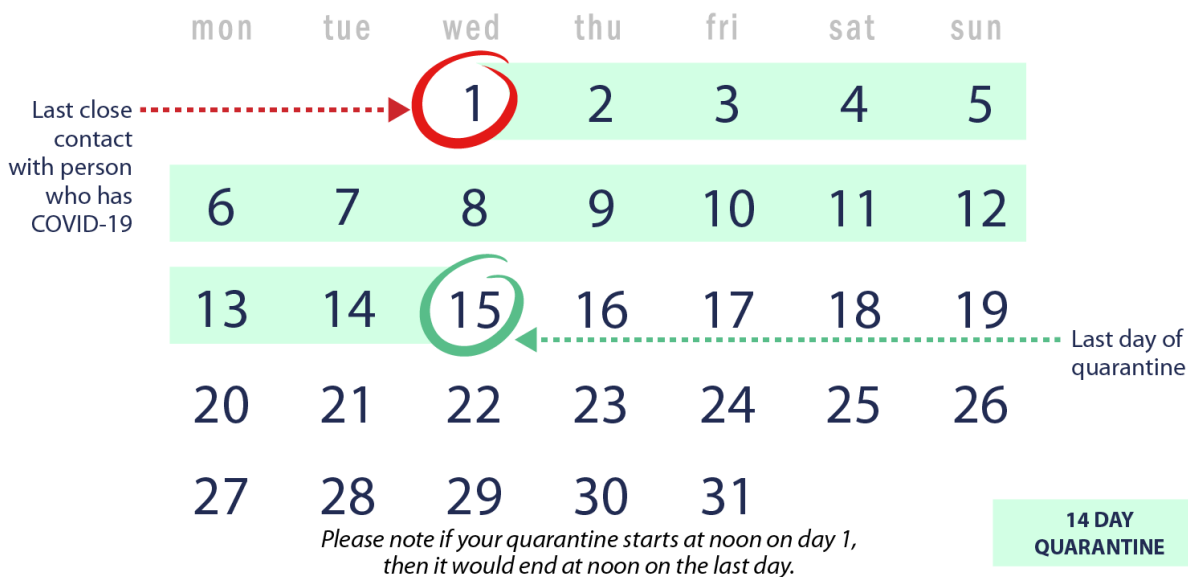 mon tue wed thu fri sat sun
1 2 3 4 5
Last close
contact
with person
who has
COVID-19
6 7 8 9 10 11 12
13 14 15 16 17 18 19
Last day of
quarantine
20 21 22 23 24 25 26
27 28 29 30 31
Please note if your quarantine starts at noon on day 1,
then it would end at noon on the last day.
14 DAY
QUARANTINE